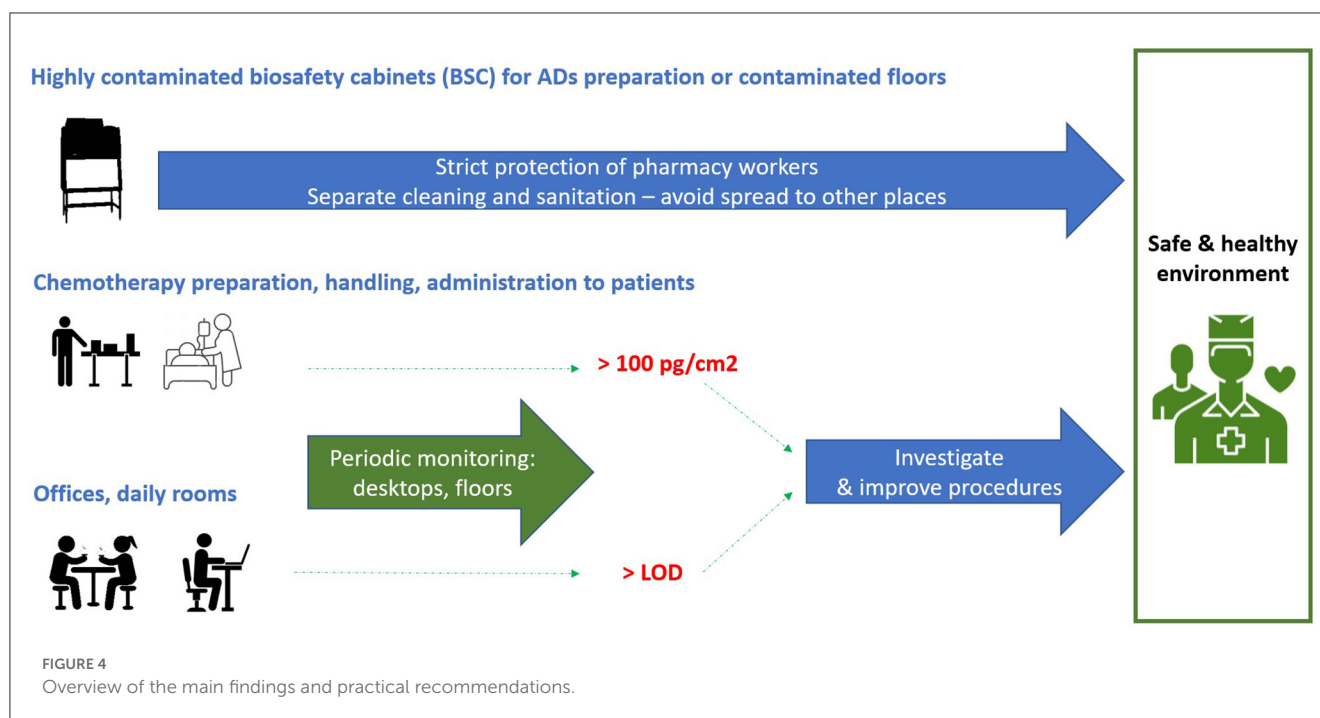 Highly contaminated biosafety cabinets (BSC) for ADs preparation or contaminated floors
Strict protection of pharmacy workers
Separate cleaning and sanitation – avoid spread to other places
Safe & healthy
environment
Chemotherapy preparation, handling, administration to patients
> 100 pg/cm2
Periodic monitoring:
desktops, floors
Investigate
& improve procedures
Offices, daily rooms
> LOD
FIGURE 4
Overview of the main findings and practical recommendations.